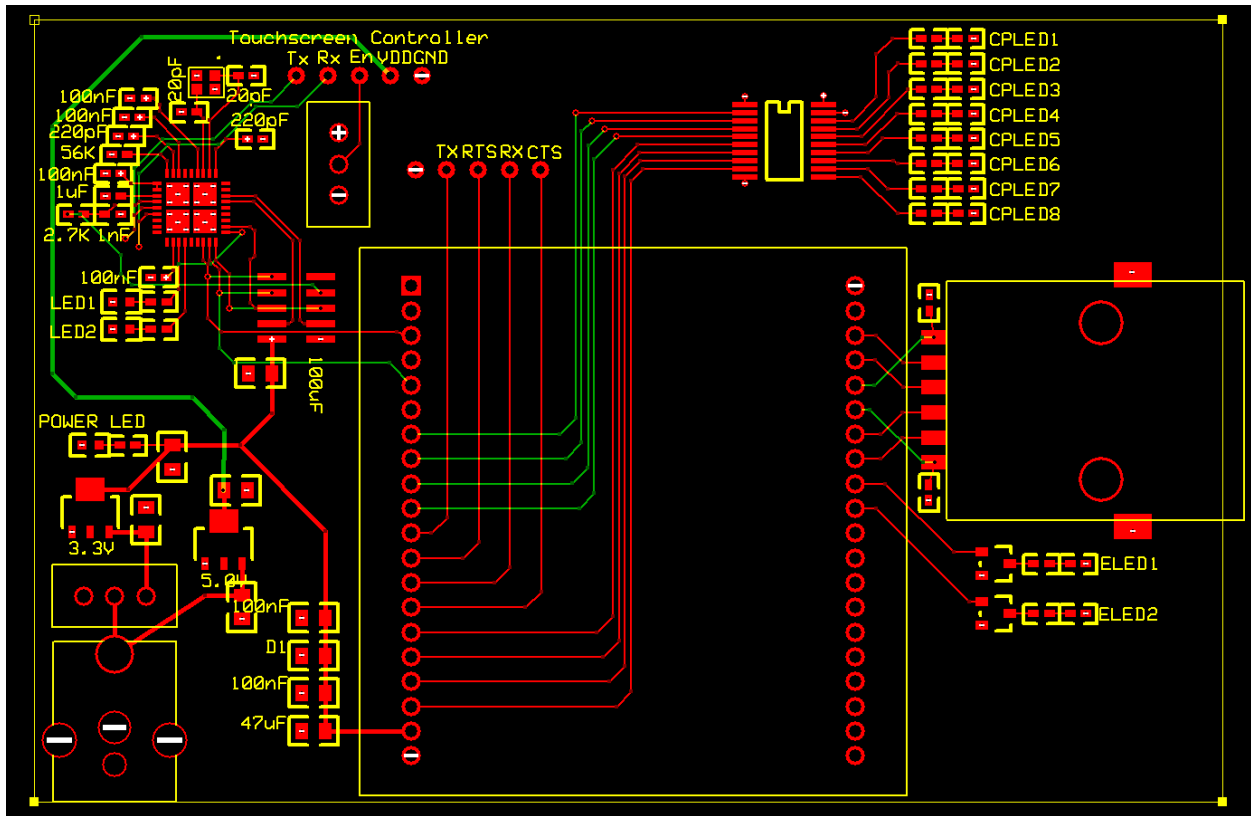 Touchscreen Controller
Tx Rx En VDD GND
20pF
20pF
100nF
100nF
220pF
220pF
56K
100nF
1uF
2.7K 1nF
100nF
LED1
LED2
100uF
TX RTS RX CTS
CPLED1
CPLED2
CPLED3
CPLED4
CPLED5
CPLED6
CPLED7
CPLED8
POWER LED
3.3V
5.0V
100nF
D1
100nF
47uF
ELED1
ELED2